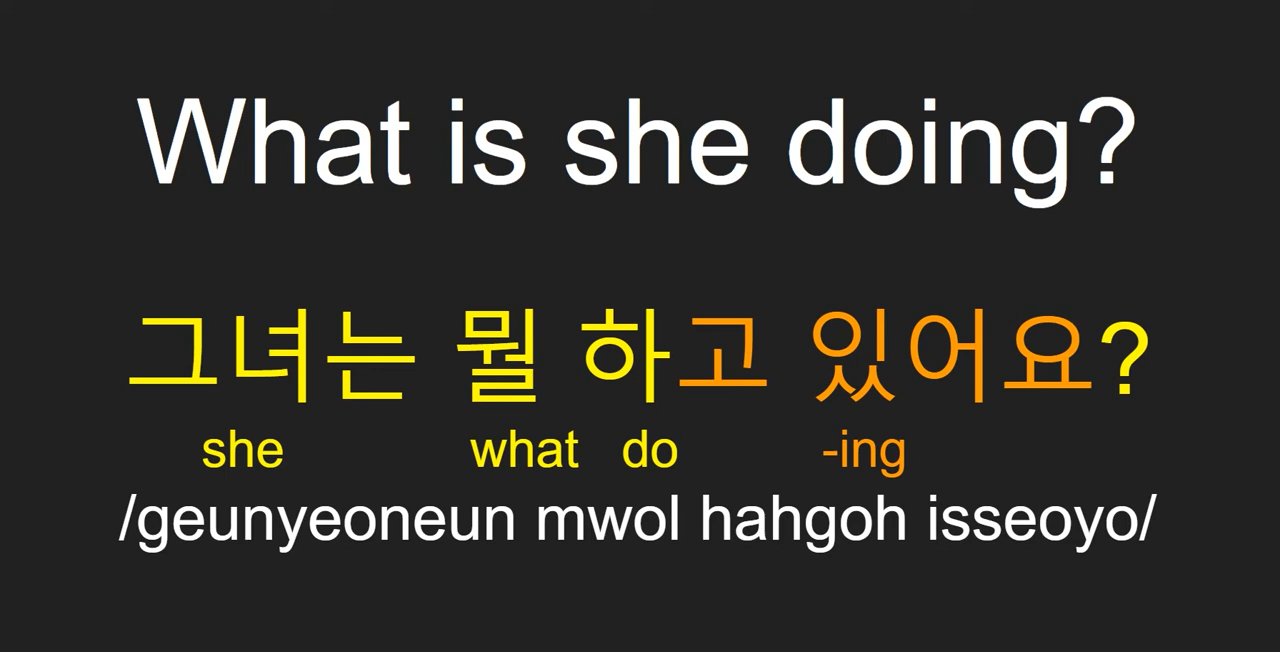 What is she doing?
그녀는 뭘 하고 있어요?
she what do -ing
/geunyeoneun mwol hahgoh isseoyo/